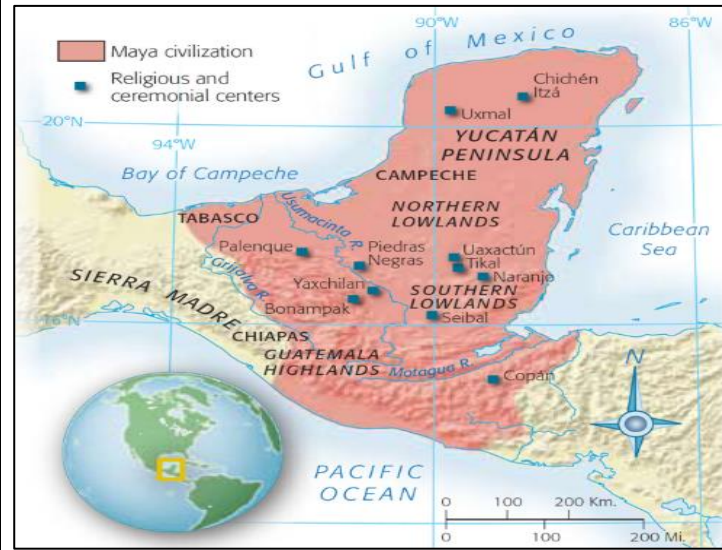 90°W
86°W
Maya civilization
Religious and
ceremonial centers
Gulf of Mexico
Chichén
Itzá
Uxmal
20°N
94°W
YUCATÁN
PENINSULA
Bay of Campeche
CAMPECHE
TABASCO
NORTHERN
LOWLANDS
Usumacinta R.
Caribbean
Sea
Palenque
Piedras
Negras
Uaxactún
Tikal
Naranjo
Grijalva R.
SIERRA MADRE
Yaxchilan
Bonampak
SOUTHERN
LOWLANDS
16°N
Seibal
CHIAPAS
GUATEMALA
HIGHLANDS
Motagua R.
Copán
N
PACIFIC
OCEAN
0 100 200 Km.
0 100 200 Mi.